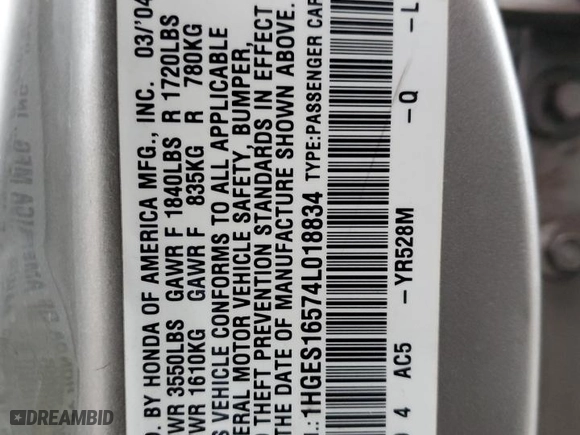 D. BY HONDA OF AMERICA MFG., INC. 03/'04
WR 3550LBS GAWR F 1840LBS R 1720LBS
WR 1610KG GAWR F 835KG R 780KG
S VEHICLE CONFORMS TO ALL APPLICABLE
ERAL MOTOR VEHICLE SAFETY, BUMPER,
THEFT PREVENTION STANDARDS IN EFFECT
THE DATE OF MANUFACTURE SHOWN ABOVE.
.: 1HGES16574L018834 TYPE:PASSENGER CAR
4 AC5 -YR528M -Q -L
DREAMBID